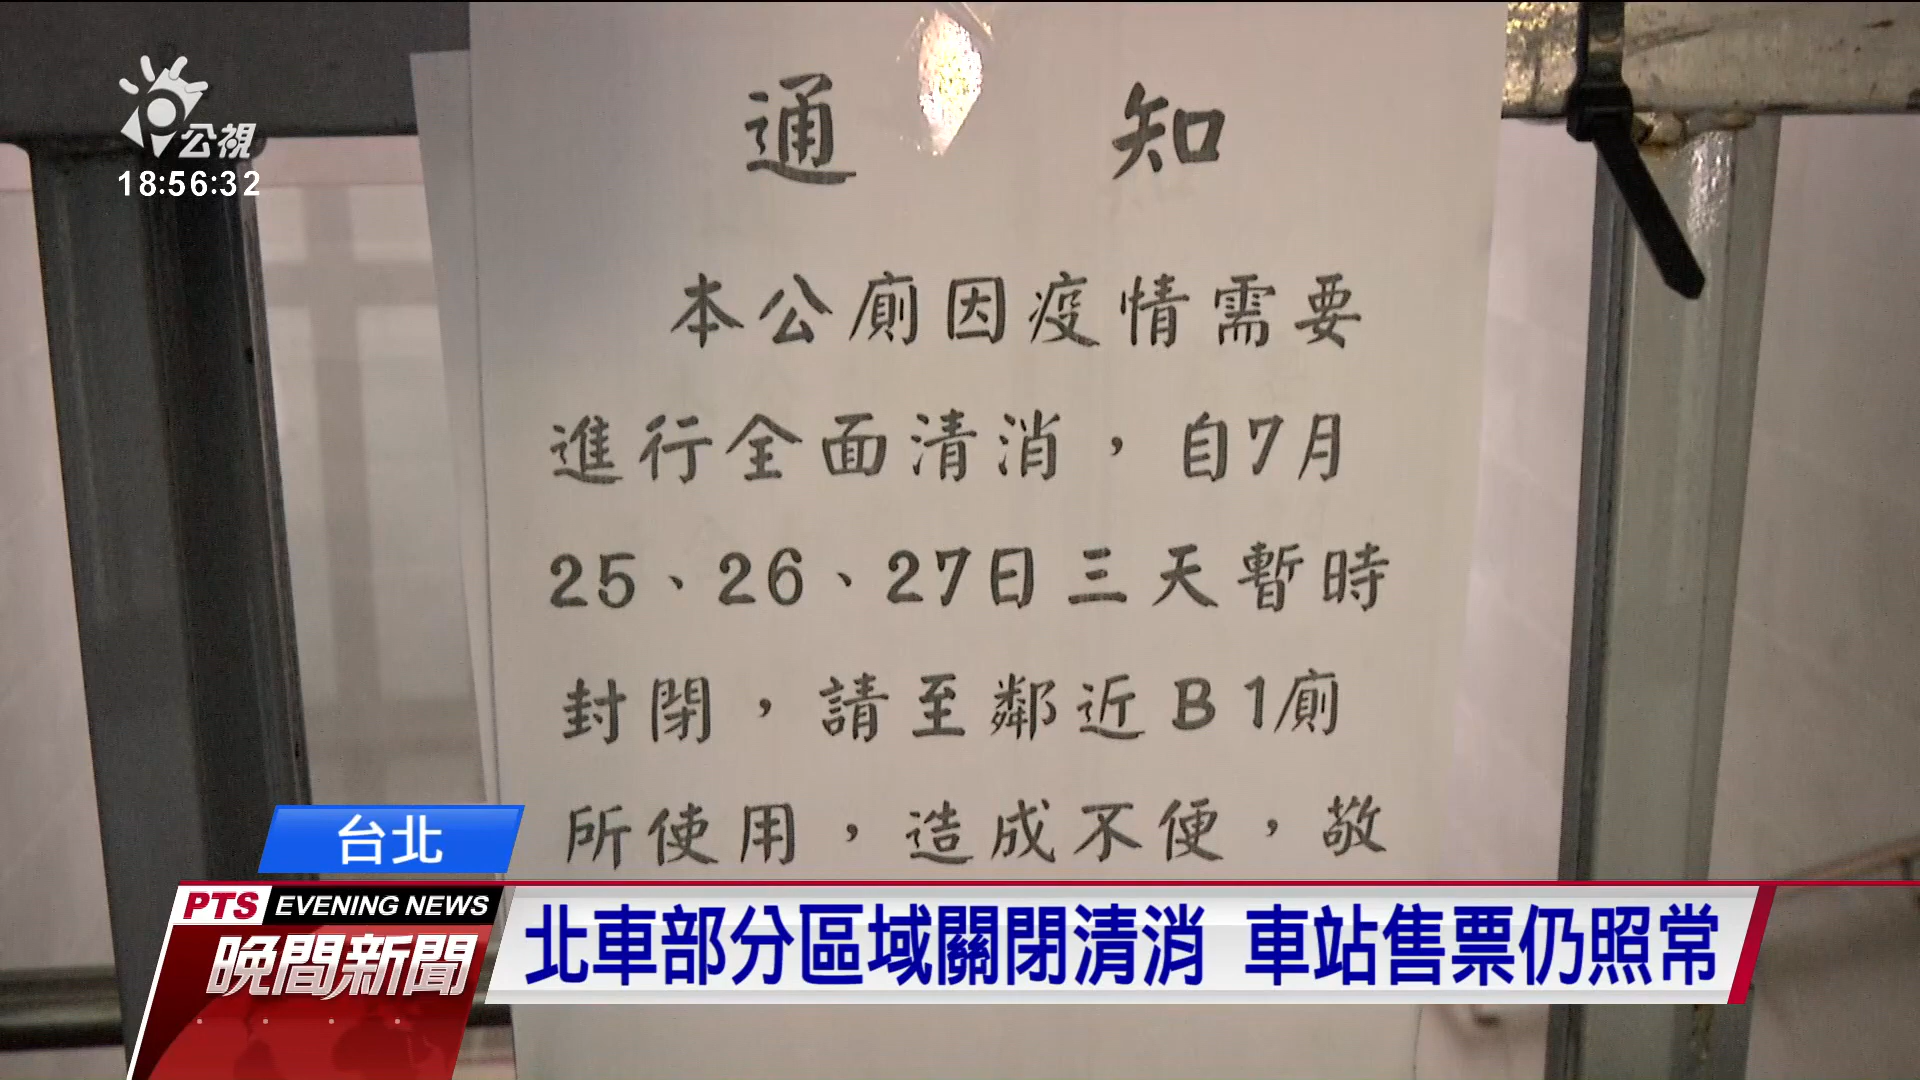 公視
18:56:32
通 知
本公廁因疫情需要
進行全面清消，自7月
25、26、27日三天暫時
封閉，請至鄰近B1廁
所使用，造成不便，敬
台北
PTS EVENING NEWS
晚間新聞
北車部分區域關閉清消 車站售票仍照常